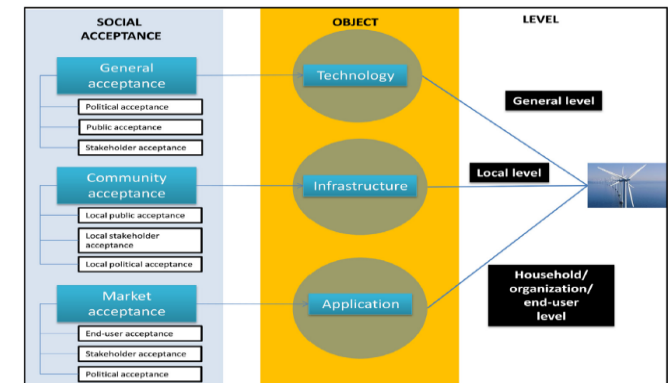 SOCIAL
ACCEPTANCE
OBJECT
LEVEL
General
acceptance
Political acceptance
Public acceptance
Stakeholder acceptance
Technology
General level
Community
acceptance
Local public acceptance
Local stakeholder
acceptance
Local political acceptance
Infrastructure
Local level
Market
acceptance
End-user acceptance
Stakeholder acceptance
Political acceptance
Application
Household/
organization/
end-user
level